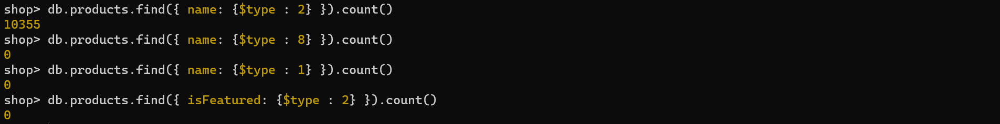 shop> db.products.find({ name: {$type : 2} }).count()
10355
shop> db.products.find({ name: {$type : 8} }).count()
0
shop> db.products.find({ name: {$type : 1} }).count()
0
shop> db.products.find({ isFeatured: {$type : 2} }).count()
0